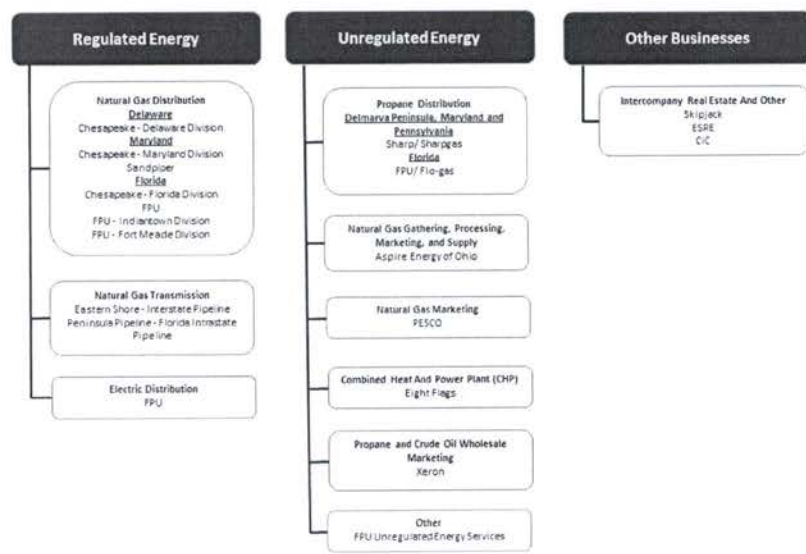 Regulated Energy
Natural Gas Distribution
Delaware
Chesapeake - Delaware Division
Maryland
Chesapeake - Maryland Division
Sandpiper
Florida
Chesapeake - Florida Division
FPU
FPU - Indiantown Division
FPU - Fort Meade Division
Natural Gas Transmission
Eastern Shore - Interstate Pipeline
Peninsula Pipeline - Florida Intrastate
Pipeline
Electric Distribution
FPU
Unregulated Energy
Propane Distribution
Delmarva Peninsula, Maryland and
Pennsylvania
Sharp/ Sharpgas
Florida
FPU/ Flo-gas
Natural Gas Gathering, Processing,
Marketing, and Supply
Aspire Energy of Ohio
Natural Gas Marketing
PESCO
Combined Heat And Power Plant (CHP)
Eight Flags
Propane and Crude Oil Wholesale
Marketing
Xeron
Other
FPU Unregulated Energy Services
Other Businesses
Intercompany Real Estate And Other
Skipjack
ESRE
CIC